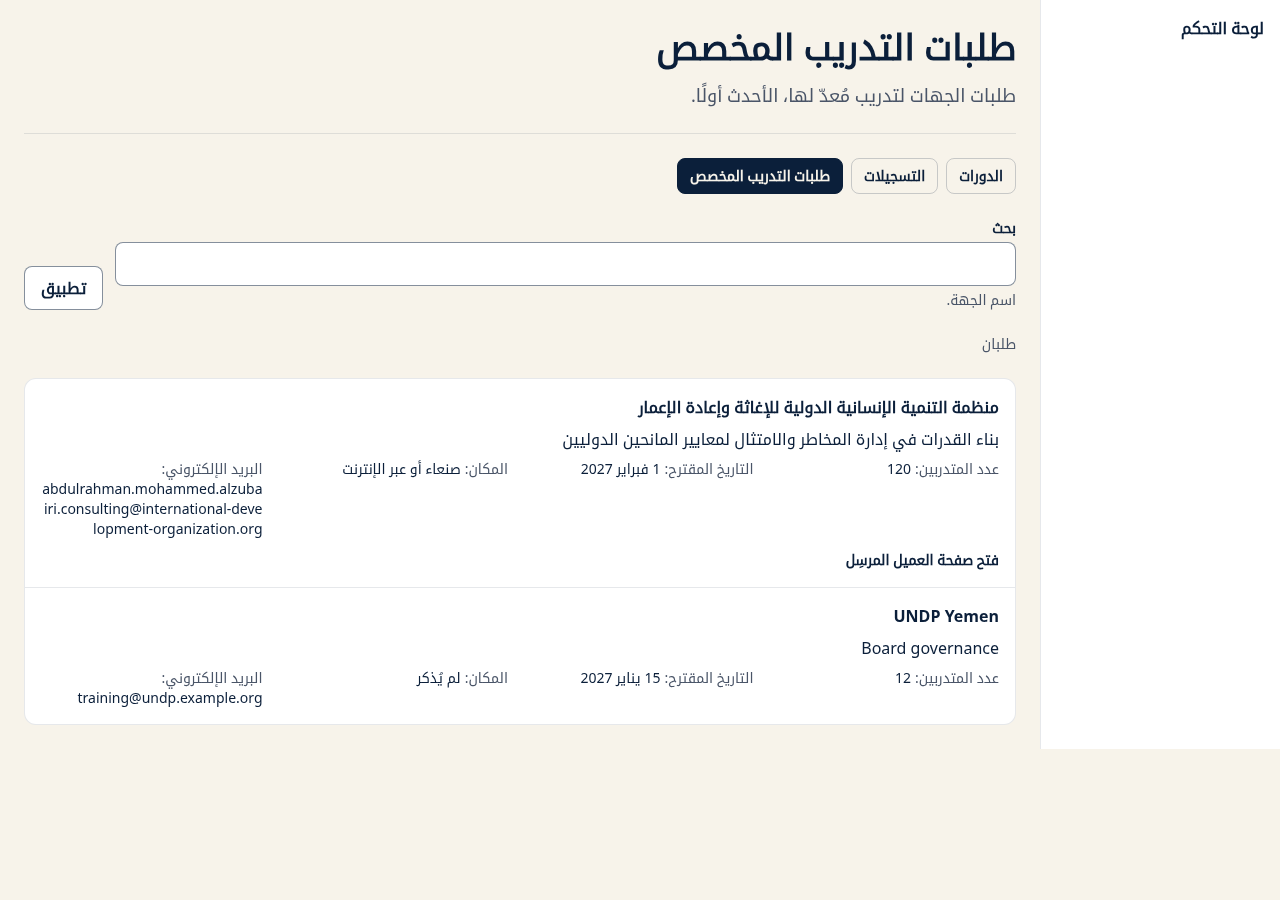 لوحة التحكم
طلبات التدريب المخصص
طلبات الجهات لتدريب مُعدّ لها، الأحدث أولًا.
الدورات
التسجيلات
طلبات التدريب المخصص
بحث
تطبيق
اسم الجهة.
طلبان
منظمة التنمية الإنسانية الدولية للإغاثة وإعادة الإعمار
بناء القدرات في إدارة المخاطر والامتثال لمعايير المانحين الدوليين
عدد المتدربين: 120
التاريخ المقترح: 1 فبراير 2027
المكان: صنعاء أو عبر الإنترنت
البريد الإلكتروني:
abdulrahman.mohammed.alzuba
iri.consulting@international-deve
lopment-organization.org
فتح صفحة العميل المرسِل
UNDP Yemen
Board governance
عدد المتدربين: 12
التاريخ المقترح: 15 يناير 2027
المكان: لم يُذكر
البريد الإلكتروني:
training@undp.example.org